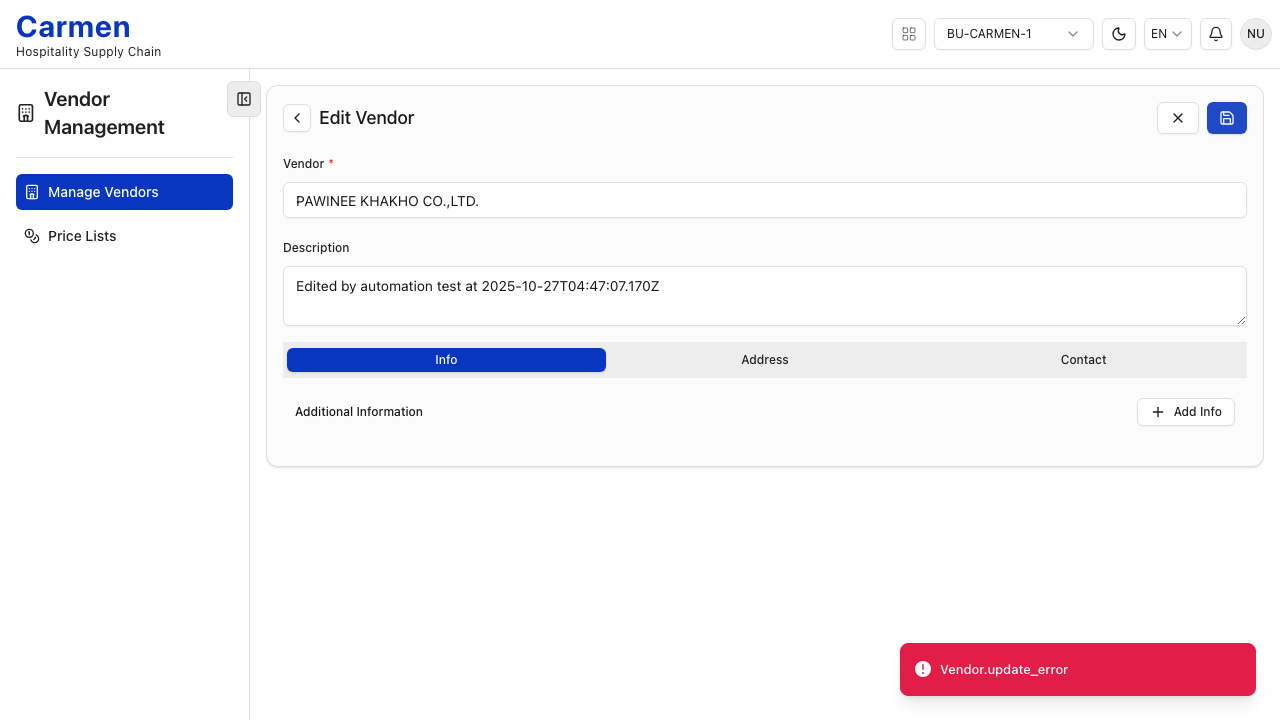 Carmen
Hospitality Supply Chain
BU-CARMEN-1
EN
NU
Vendor
Management
Manage Vendors
Price Lists
Edit Vendor
Vendor *
PAWINEE KHAKHO CO.,LTD.
Description
Edited by automation test at 2025-10-27T04:47:07.170Z
Info
Address
Contact
Additional Information
Add Info
Vendor.update_error